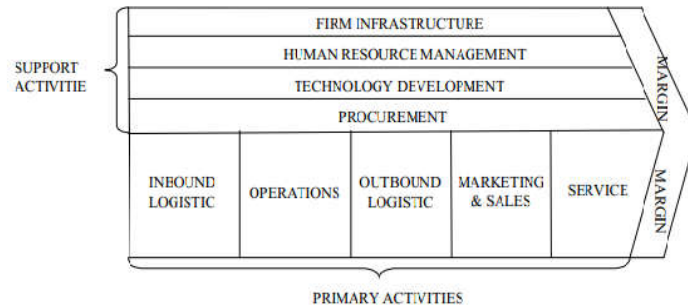 FIRM INFRASTRUCTURE
HUMAN RESOURCE MANAGEMENT
SUPPORT
ACTIVITIE
TECHNOLOGY DEVELOPMENT
PROCUREMENT
MARGIN
INBOUND
LOGISTIC
OPERATIONS
OUTBOUND
LOGISTIC
MARKETING
& SALES
SERVICE
MARGIN
PRIMARY ACTIVITIES